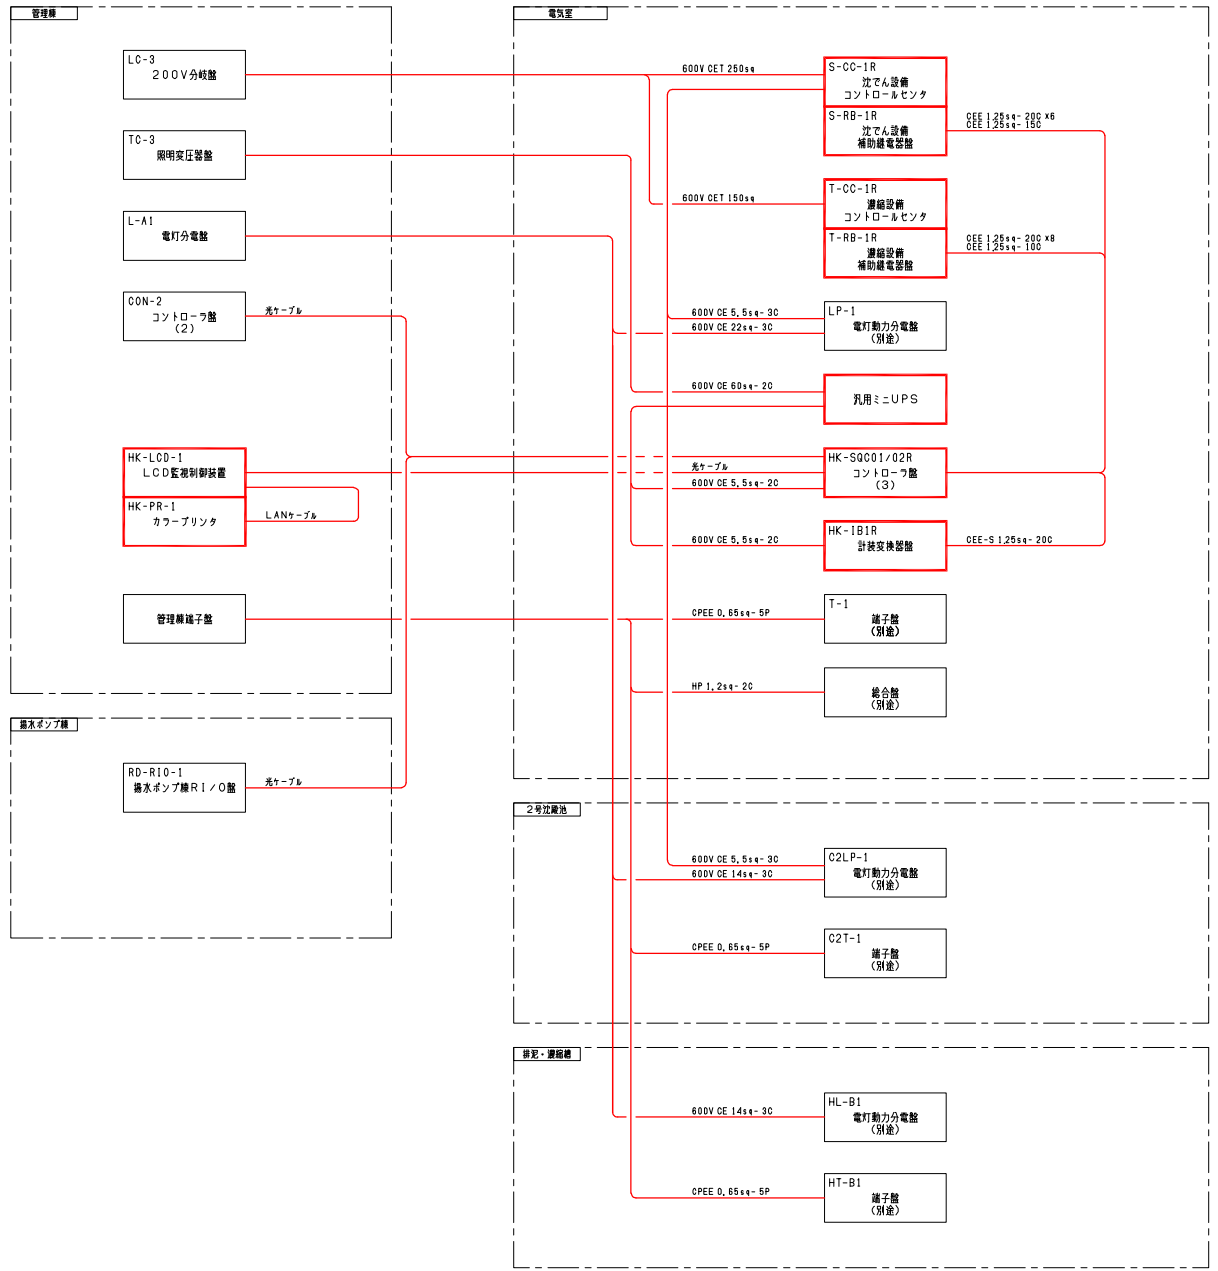 管理棟
LC-3
200V分岐盤
TC-3
照明変圧器盤
L-A1
電灯分電盤
CON-2
コントローラ盤
(2)
光ケーブル
HK-LCD-1
LCD監視制御装置
HK-PR-1
カラープリンタ
LANケーブル
管理棟端子盤
揚水ポンプ棟
RD-RIO-1
揚水ポンプ棟RI/O盤
光ケーブル
電気室
600V CET 250sq
S-CC-1R
沈でん設備
コントロールセンタ
S-RB-1R
沈でん設備
補助継電器盤
CEE 1.25sq-20C x6
CEE 1.25sq-15C
600V CET 150sq
T-CC-1R
濃縮設備
コントロールセンタ
T-RB-1R
濃縮設備
補助継電器盤
CEE 1.25sq-20C x8
CEE 1.25sq-10C
600V CE 5.5sq-3C
600V CE 22sq-3C
LP-1
電灯動力分電盤
(別途)
600V CE 60sq-2C
汎用ミニUPS
光ケーブル
600V CE 5.5sq-2C
HK-SQC01/02R
コントローラ盤
(3)
600V CE 5.5sq-2C
HK-IB1R
計装変換器盤
CEE-S 1.25sq-20C
CPEE 0.65sq-5P
T-1
端子盤
(別途)
HP 1.2sq-2C
総合盤
(別途)
2号沈殿池
600V CE 5.5sq-3C
600V CE 14sq-3C
C2LP-1
電灯動力分電盤
(別途)
CPEE 0.65sq-5P
C2T-1
端子盤
(別途)
排泥・濃縮槽
600V CE 14sq-3C
HL-B1
電灯動力分電盤
(別途)
CPEE 0.65sq-5P
HT-B1
端子盤
(別途)